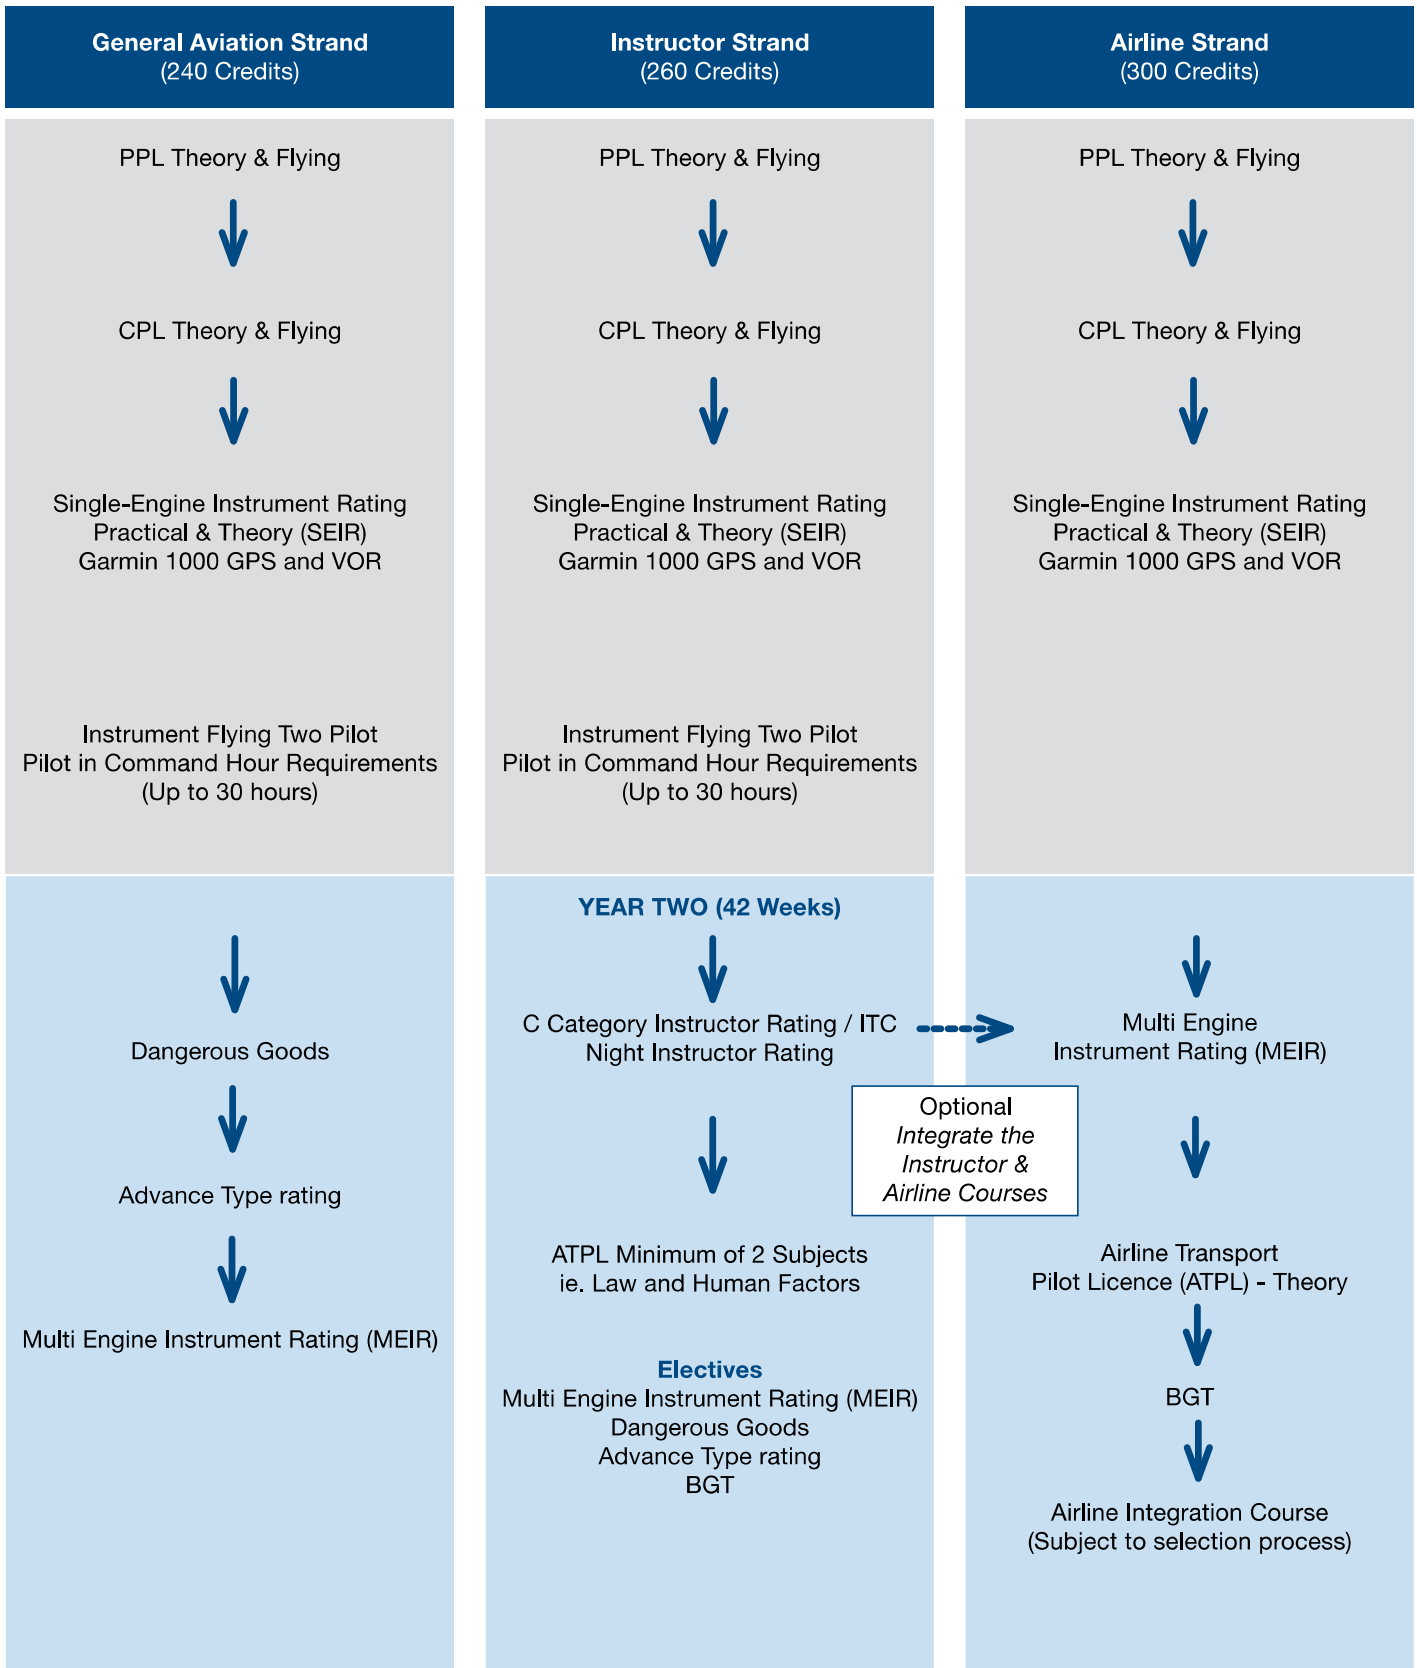 General Aviation Strand
(240 Credits)
PPL Theory & Flying
CPL Theory & Flying
Single-Engine Instrument Rating
Practical & Theory (SEIR)
Garmin 1000 GPS and VOR
Instrument Flying Two Pilot
Pilot in Command Hour Requirements
(Up to 30 hours)
Dangerous Goods
Advance Type rating
Multi Engine Instrument Rating (MEIR)
Instructor Strand
(260 Credits)
PPL Theory & Flying
CPL Theory & Flying
Single-Engine Instrument Rating
Practical & Theory (SEIR)
Garmin 1000 GPS and VOR
Instrument Flying Two Pilot
Pilot in Command Hour Requirements
(Up to 30 hours)
YEAR TWO (42 Weeks)
C Category Instructor Rating / ITC
Night Instructor Rating
Optional
Integrate the
Instructor &
Airline Courses
ATPL Minimum of 2 Subjects
ie. Law and Human Factors
Electives
Multi Engine Instrument Rating (MEIR)
Dangerous Goods
Advance Type rating
BGT
Airline Strand
(300 Credits)
PPL Theory & Flying
CPL Theory & Flying
Single-Engine Instrument Rating
Practical & Theory (SEIR)
Garmin 1000 GPS and VOR
Multi Engine
Instrument Rating (MEIR)
Airline Transport
Pilot Licence (ATPL) - Theory
BGT
Airline Integration Course
(Subject to selection process)